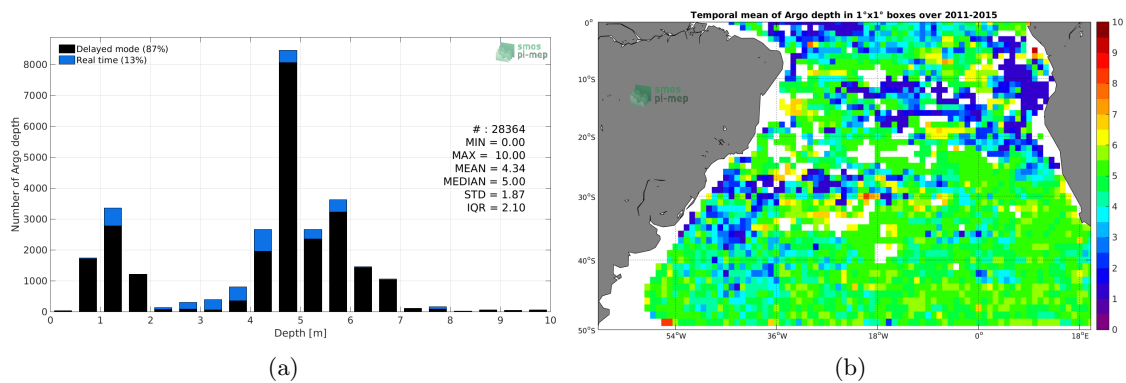 Delayed mode (87%)
Real time (13%)
smos
pi-mep
# : 28364
MIN = 0.00
MAX = 10.00
MEAN = 4.34
MEDIAN = 5.00
STD = 1.87
IQR = 2.10
Number of Argo depth
8000
7000
6000
5000
4000
3000
2000
1000
0
0 1 2 3 4 5 6 7 8 9 10
Depth [m]
(a)
Temporal mean of Argo depth in 1°x1° boxes over 2011-2015
smos
pi-mep
0°
10°S
20°S
30°S
40°S
50°S
54°W 36°W 18°W 0° 18°E
10
9
8
7
6
5
4
3
2
1
0
(b)